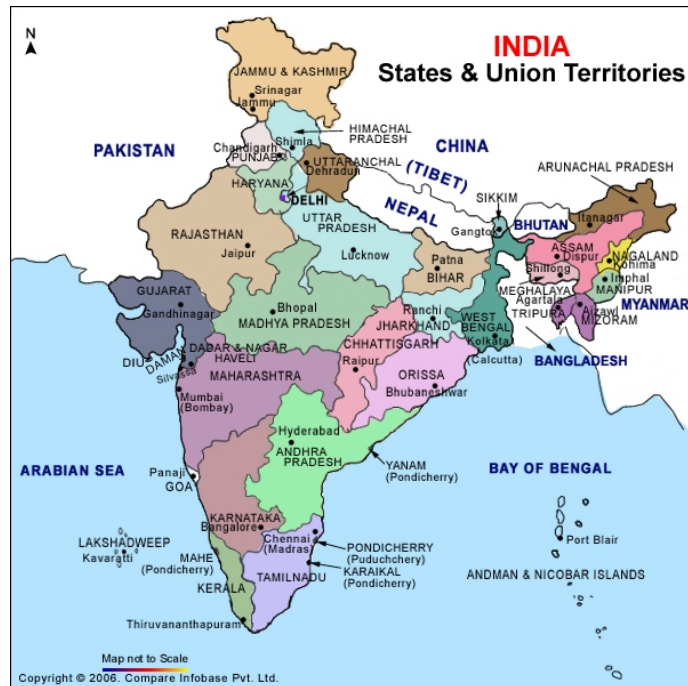 N
INDIA
States & Union Territories
JAMMU & KASHMIR
Srinagar
Jammu
HIMACHAL
PRADESH
Shimla
Chandigarh
PUNJAB
PAKISTAN
CHINA
(TIBET)
UTTARANCHAL
Dehradun
HARYANA
DELHI
ARUNACHAL PRADESH
SIKKIM
NEPAL
Gangtok
BHUTAN
Itanagar
UTTAR
PRADESH
Lucknow
RAJASTHAN
Jaipur
Patna
BIHAR
ASSAM
Dispur
NAGALAND
Kohima
Shillong
MEGHALAYA
Imphal
MANIPUR
Agartala
TRIPURA
Aizawl
MIZORAM
MYANMAR
GUJARAT
Gandhinagar
Bhopal
MADHYA PRADESH
Ranchi
JHARKHAND
WEST
BENGAL
Kolkata
(Calcutta)
BANGLADESH
CHHATTISGARH
Raipur
DIU
DAMAN
DADAR & NAGAR
HAVELI
Silvassa
MAHARASHTRA
Mumbai
(Bombay)
ORISSA
Bhubaneshwar
Hyderabad
ANDHRA
PRADESH
YANAM
(Pondicherry)
ARABIAN SEA
BAY OF BENGAL
Panaji
GOA
KARNATAKA
Bangalore
Chennai
(Madras)
PONDICHERRY
(Puduchchery)
KARAIKAL
(Pondicherry)
LAKSHADWEEP
Kavaratti
MAHE
(Pondicherry)
KERALA
TAMILNADU
Thiruvananthapuram
Port Blair
ANDMAN & NICOBAR ISLANDS
Map not to Scale
Copyright © 2006. Compare Infobase Pvt. Ltd.